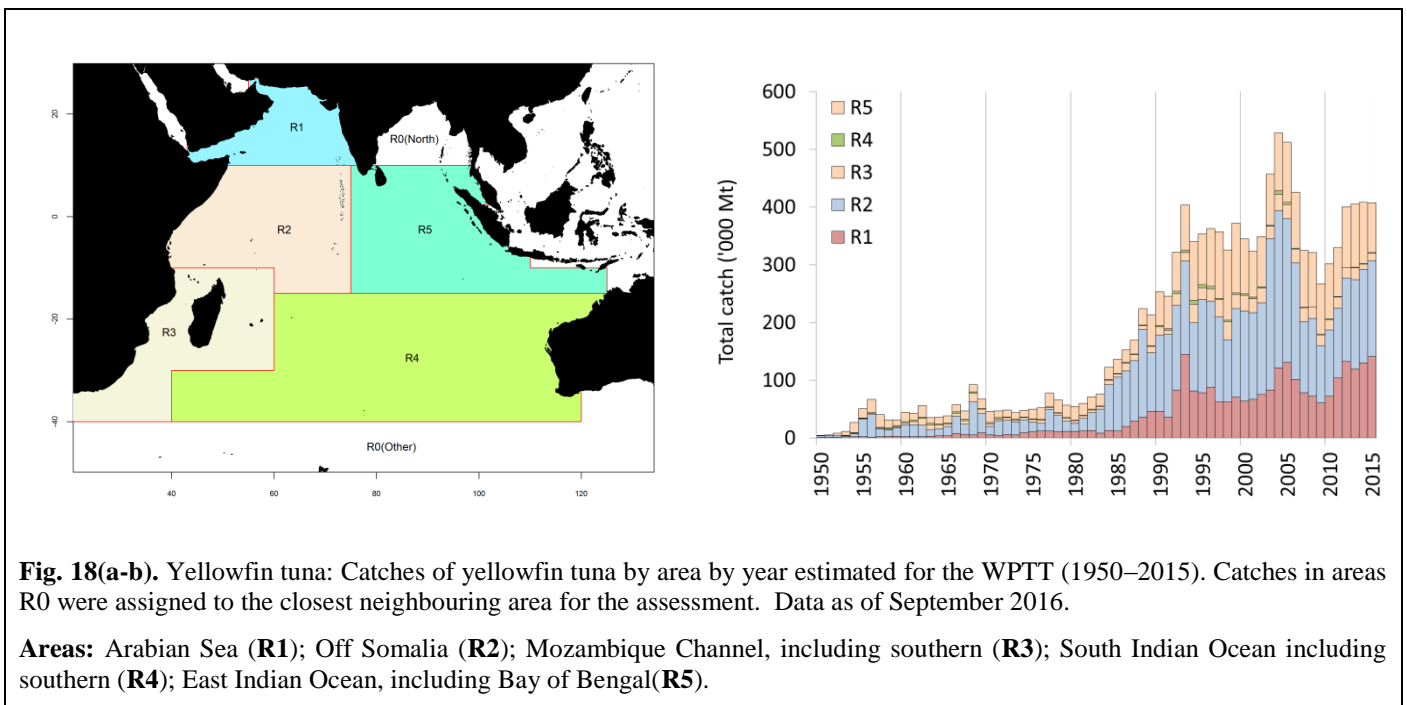 20
0
-20
-40
40
60
80
100
120
R1
R0(North)
R2
R5
R3
R4
R0(Other)
Total catch ('000 Mt)
600
500
400
300
200
100
0
R5
R4
R3
R2
R1
1950
1955
1960
1965
1970
1975
1980
1985
1990
1995
2000
2005
2010
2015
Fig. 18(a-b). Yellowfin tuna: Catches of yellowfin tuna by area by year estimated for the WPTT (1950–2015). Catches in areas
R0 were assigned to the closest neighbouring area for the assessment. Data as of September 2016.
Areas: Arabian Sea (R1); Off Somalia (R2); Mozambique Channel, including southern (R3); South Indian Ocean including
southern (R4); East Indian Ocean, including Bay of Bengal(R5).